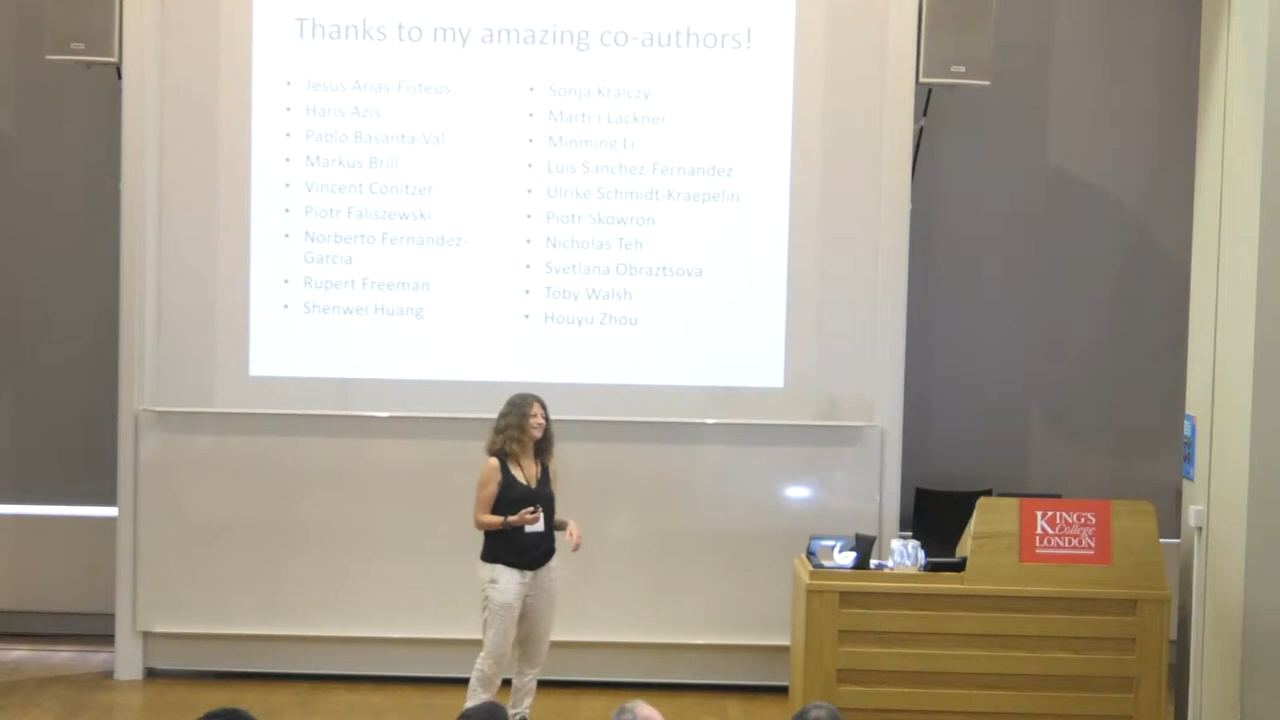 Thanks to my amazing co-authors!
Jesus Arias-Fisteus
Haris Azis
Pablo Basanta-Val
Markus Brill
Vincent Conitzer
Piotr Faliszewski
Norberto Fernandez-
Garcia
Rupert Freeman
Shenwei Huang
Sonja Kraiczy
Martin Lackner
Minming Li
Luis Sanchez-Fernandez
Ulrike Schmidt-Kraepelin
Piotr Skowron
Nicholas Teh
Svetlana Obraztsova
Toby Walsh
Houyu Zhou
KING'S
College
LONDON